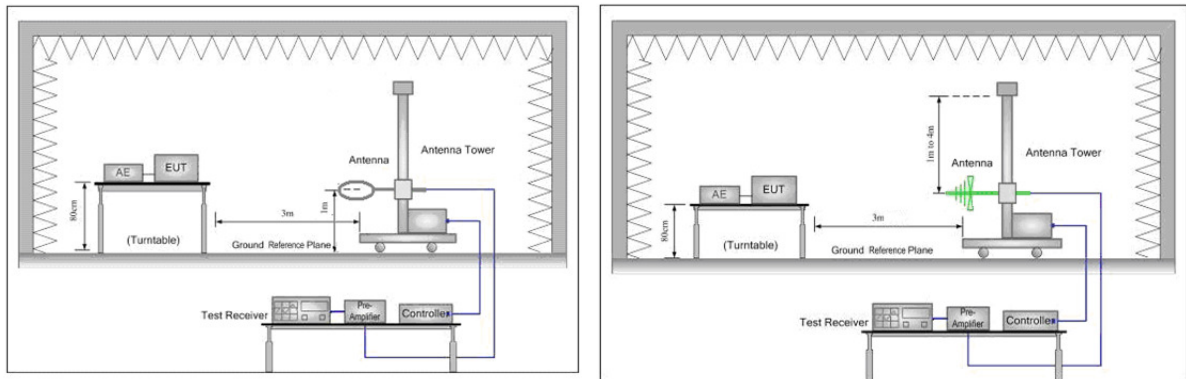 Antenna
Antenna Tower
AE
EUT
80cm
(Turntable)
3m
1m
Ground Reference Plane
Test Receiver
Pre-
Amplifier
Controller
1m to 4m
Antenna
Antenna Tower
AE
EUT
80cm
(Turntable)
3m
Ground Reference Plane
Test Receiver
Pre-
Amplifier
Controller